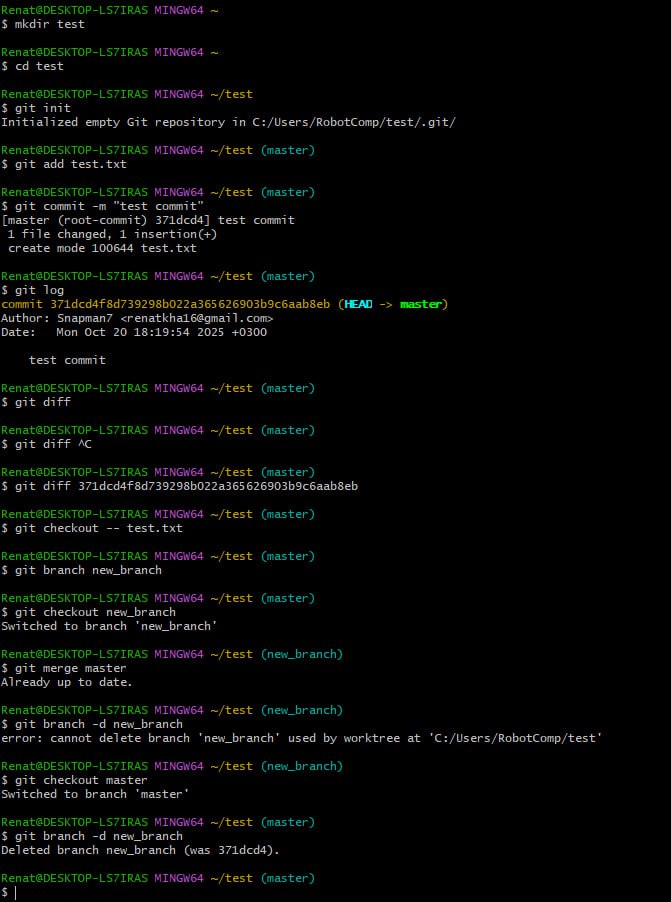 Renat@DESKTOP-LS7IRAS MINGW64 ~
$ mkdir test
Renat@DESKTOP-LS7IRAS MINGW64 ~
$ cd test
Renat@DESKTOP-LS7IRAS MINGW64 ~/test
$ git init
Initialized empty Git repository in C:/Users/RobotComp/test/.git/
Renat@DESKTOP-LS7IRAS MINGW64 ~/test (master)
$ git add test.txt
Renat@DESKTOP-LS7IRAS MINGW64 ~/test (master)
$ git commit -m "test commit"
[master (root-commit) 371dcd4] test commit
 1 file changed, 1 insertion(+)
 create mode 100644 test.txt
Renat@DESKTOP-LS7IRAS MINGW64 ~/test (master)
$ git log
commit 371dcd4f8d739298b022a365626903b9c6aab8eb (HEAD -> master)
Author: Snapman7 <renatkha16@gmail.com>
Date:   Mon Oct 20 18:19:54 2025 +0300
    test commit
Renat@DESKTOP-LS7IRAS MINGW64 ~/test (master)
$ git diff
Renat@DESKTOP-LS7IRAS MINGW64 ~/test (master)
$ git diff ^C
Renat@DESKTOP-LS7IRAS MINGW64 ~/test (master)
$ git diff 371dcd4f8d739298b022a365626903b9c6aab8eb
Renat@DESKTOP-LS7IRAS MINGW64 ~/test (master)
$ git checkout -- test.txt
Renat@DESKTOP-LS7IRAS MINGW64 ~/test (master)
$ git branch new_branch
Renat@DESKTOP-LS7IRAS MINGW64 ~/test (master)
$ git checkout new_branch
Switched to branch 'new_branch'
Renat@DESKTOP-LS7IRAS MINGW64 ~/test (new_branch)
$ git merge master
Already up to date.
Renat@DESKTOP-LS7IRAS MINGW64 ~/test (new_branch)
$ git branch -d new_branch
error: cannot delete branch 'new_branch' used by worktree at 'C:/Users/RobotComp/test'
Renat@DESKTOP-LS7IRAS MINGW64 ~/test (new_branch)
$ git checkout master
Switched to branch 'master'
Renat@DESKTOP-LS7IRAS MINGW64 ~/test (master)
$ git branch -d new_branch
Deleted branch new_branch (was 371dcd4).
Renat@DESKTOP-LS7IRAS MINGW64 ~/test (master)
$